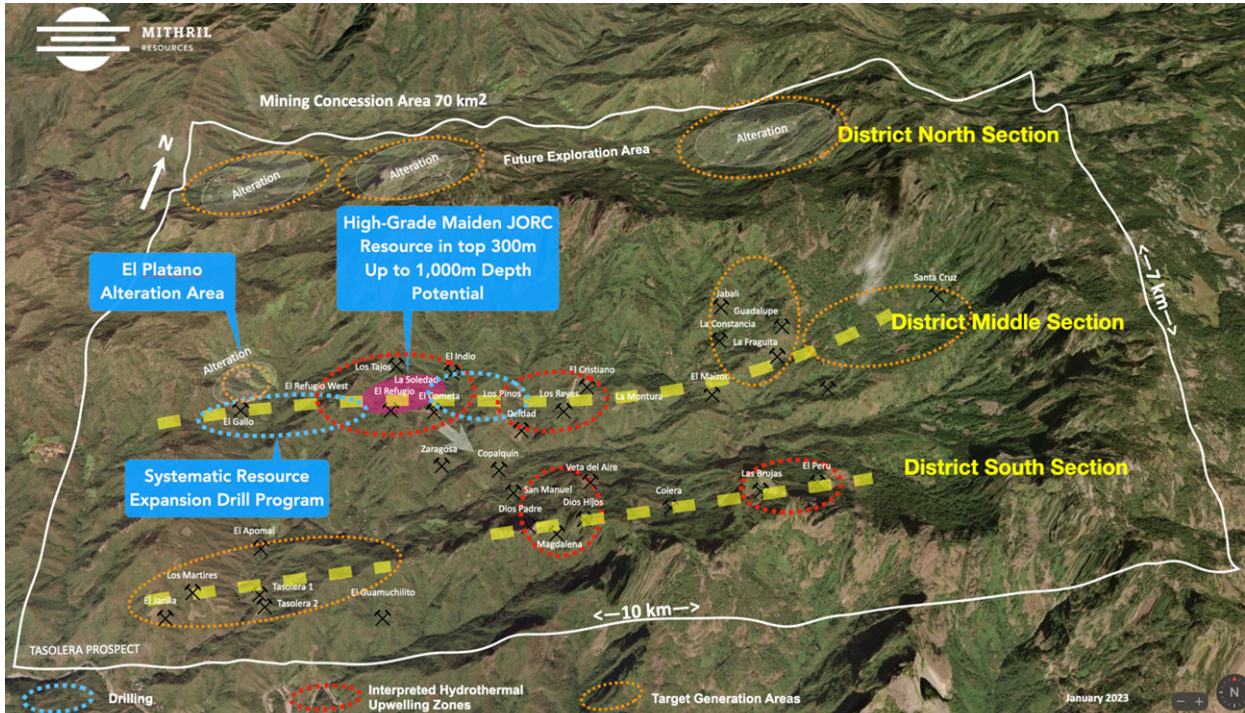 MITHRIL
RESOURCES
Mining Concession Area 70 km2
N
Alteration
Alteration
Future Exploration Area
Alteration
District North Section
High-Grade Maiden JORC
Resource in top 300m
Up to 1,000m Depth
Potential
El Platano
Alteration Area
<—7 km—>
Santa Cruz
Jabali
Guadalupe
La Constancia
La Fraguita
District Middle Section
Alteration
Los Tajos
El Indio
La Soledad
El Refugio West
El Refugio
El Cometa
Los Pinos
El Cristiano
Los Reyes
La Montura
El Maizon
El Gallo
Deidad
Zaragosa
Copalquin
Systematic Resource
Expansion Drill Program
Veta del Aire
San Manuel
Dios Padre
Dios Hijos
Magdalena
Colera
Las Brujas
El Peru
District South Section
El Apomal
Los Martires
El Jarilla
Tasolera 1
Tasolera 2
El Guamuchilito
<—10 km—>
TASOLERA PROSPECT
Drilling
Interpreted Hydrothermal
Upwelling Zones
Target Generation Areas
January 2023
N